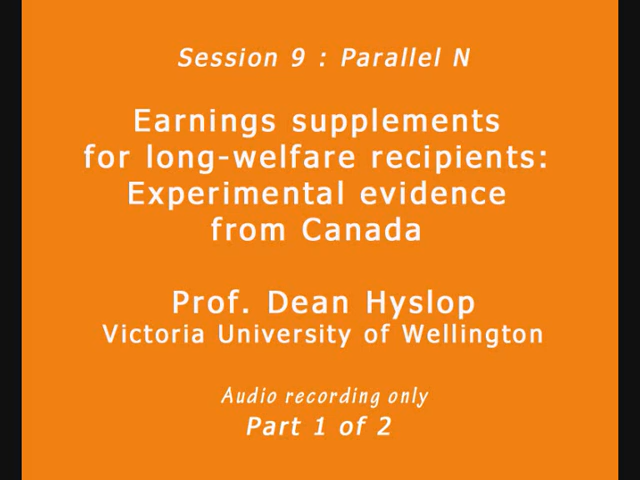 Session 9 : Parallel N
Earnings supplements
for long-welfare recipients:
Experimental evidence
from Canada
Prof. Dean Hyslop
Victoria University of Wellington
Audio recording only
Part 1 of 2